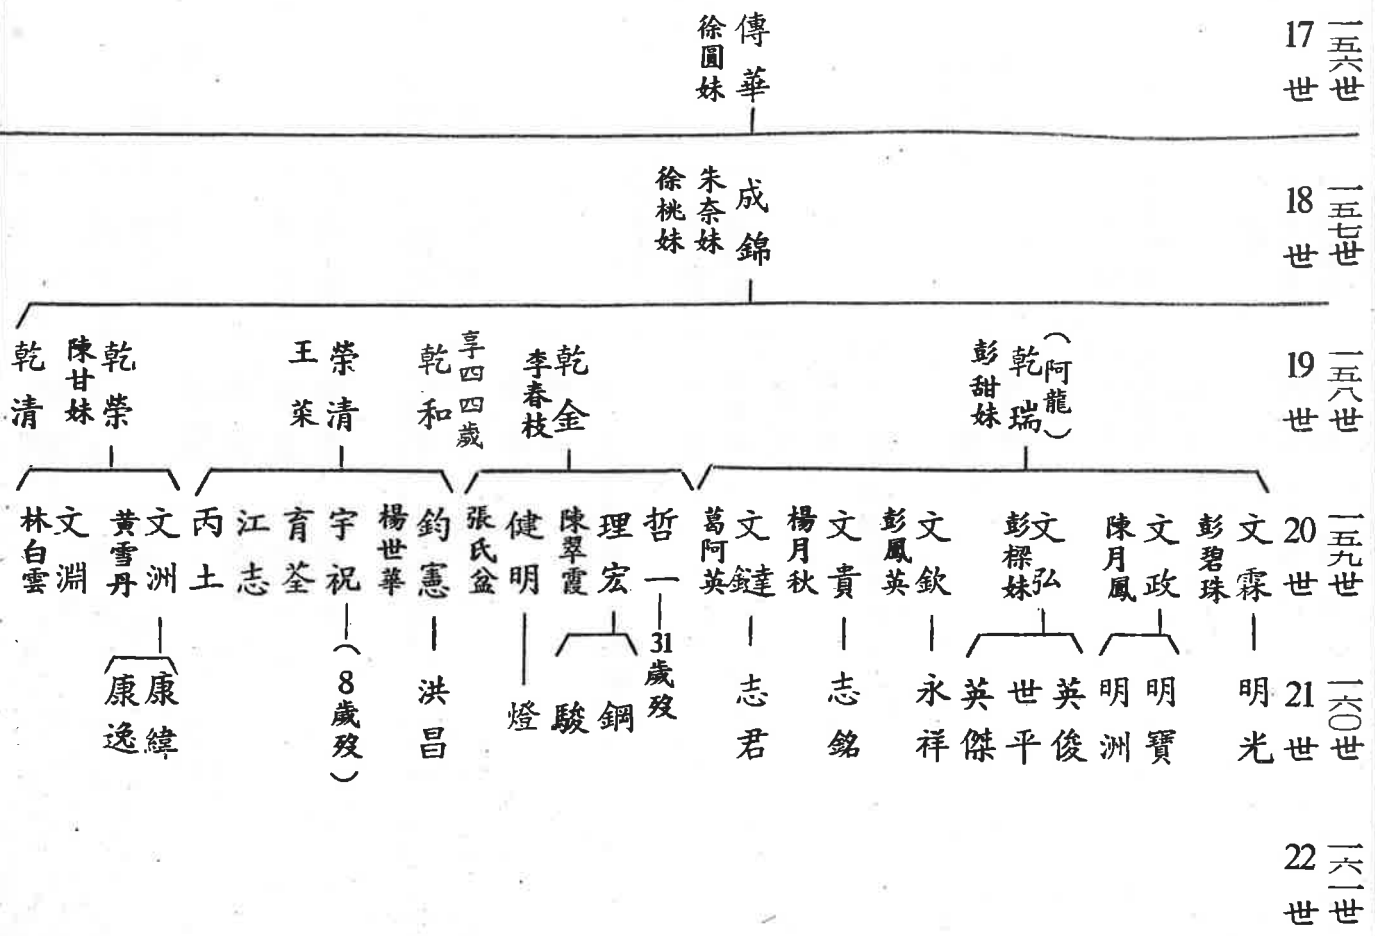 一五六世
17世
傳華
徐圓妹
一五七世
18世
成錦
朱奈妹
徐桃妹
一五八世
19世
（阿龍）
乾瑞
彭甜妹
乾金
李春枝
享四四歲
乾和
榮清
王菜
乾榮
陳甘妹
乾清
一五九世
20世
文霖
彭碧珠
文政
陳月鳳
文弘
彭樑妹
文欽
彭鳳英
文貴
楊月秋
文鏈
葛阿英
哲一
31歲歿
理宏
陳翠霞
健明
張氏盆
鈞憲
楊世華
宇祝
（8歲歿）
育荃
江志
丙土
文洲
黃雪丹
文淵
林白雲
一六〇世
21世
明光
明寶
明洲
英俊
世平
英傑
永祥
志銘
志君
鋼
駿
燈
洪昌
康緯
康逸
一六一世
22世